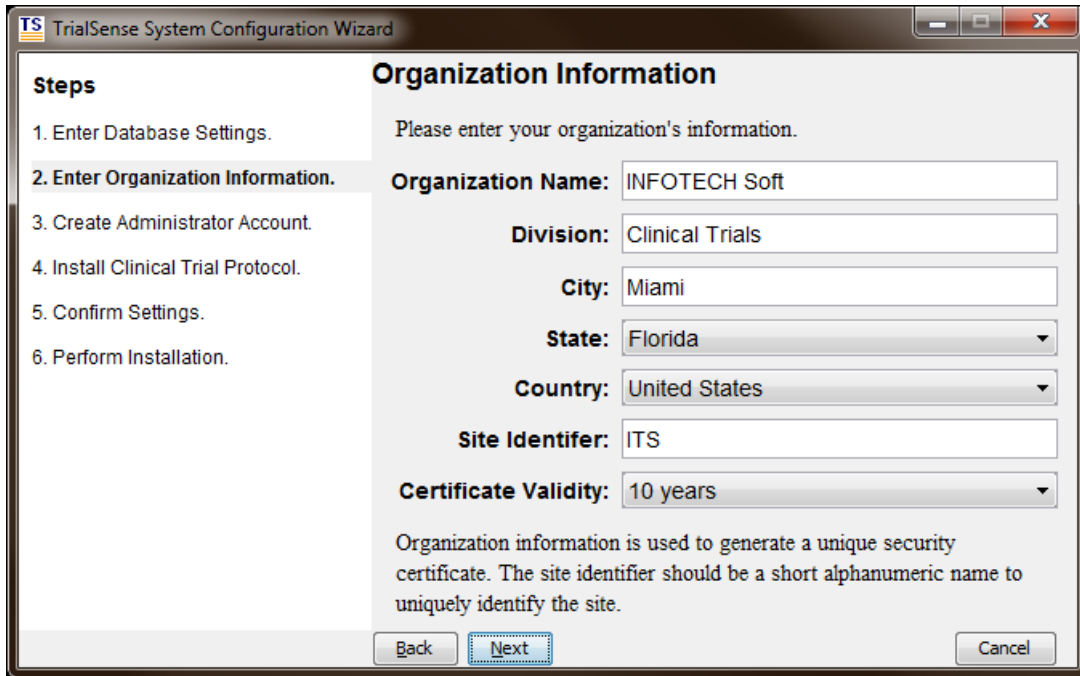 TS TrialSense System Configuration Wizard
Steps
1. Enter Database Settings.
2. Enter Organization Information.
3. Create Administrator Account.
4. Install Clinical Trial Protocol.
5. Confirm Settings.
6. Perform Installation.
Organization Information
Please enter your organization's information.
Organization Name: INFOTECH Soft
Division: Clinical Trials
City: Miami
State: Florida
Country: United States
Site Identifer: ITS
Certificate Validity: 10 years
Organization information is used to generate a unique security
certificate. The site identifier should be a short alphanumeric name to
uniquely identify the site.
Back Next Cancel